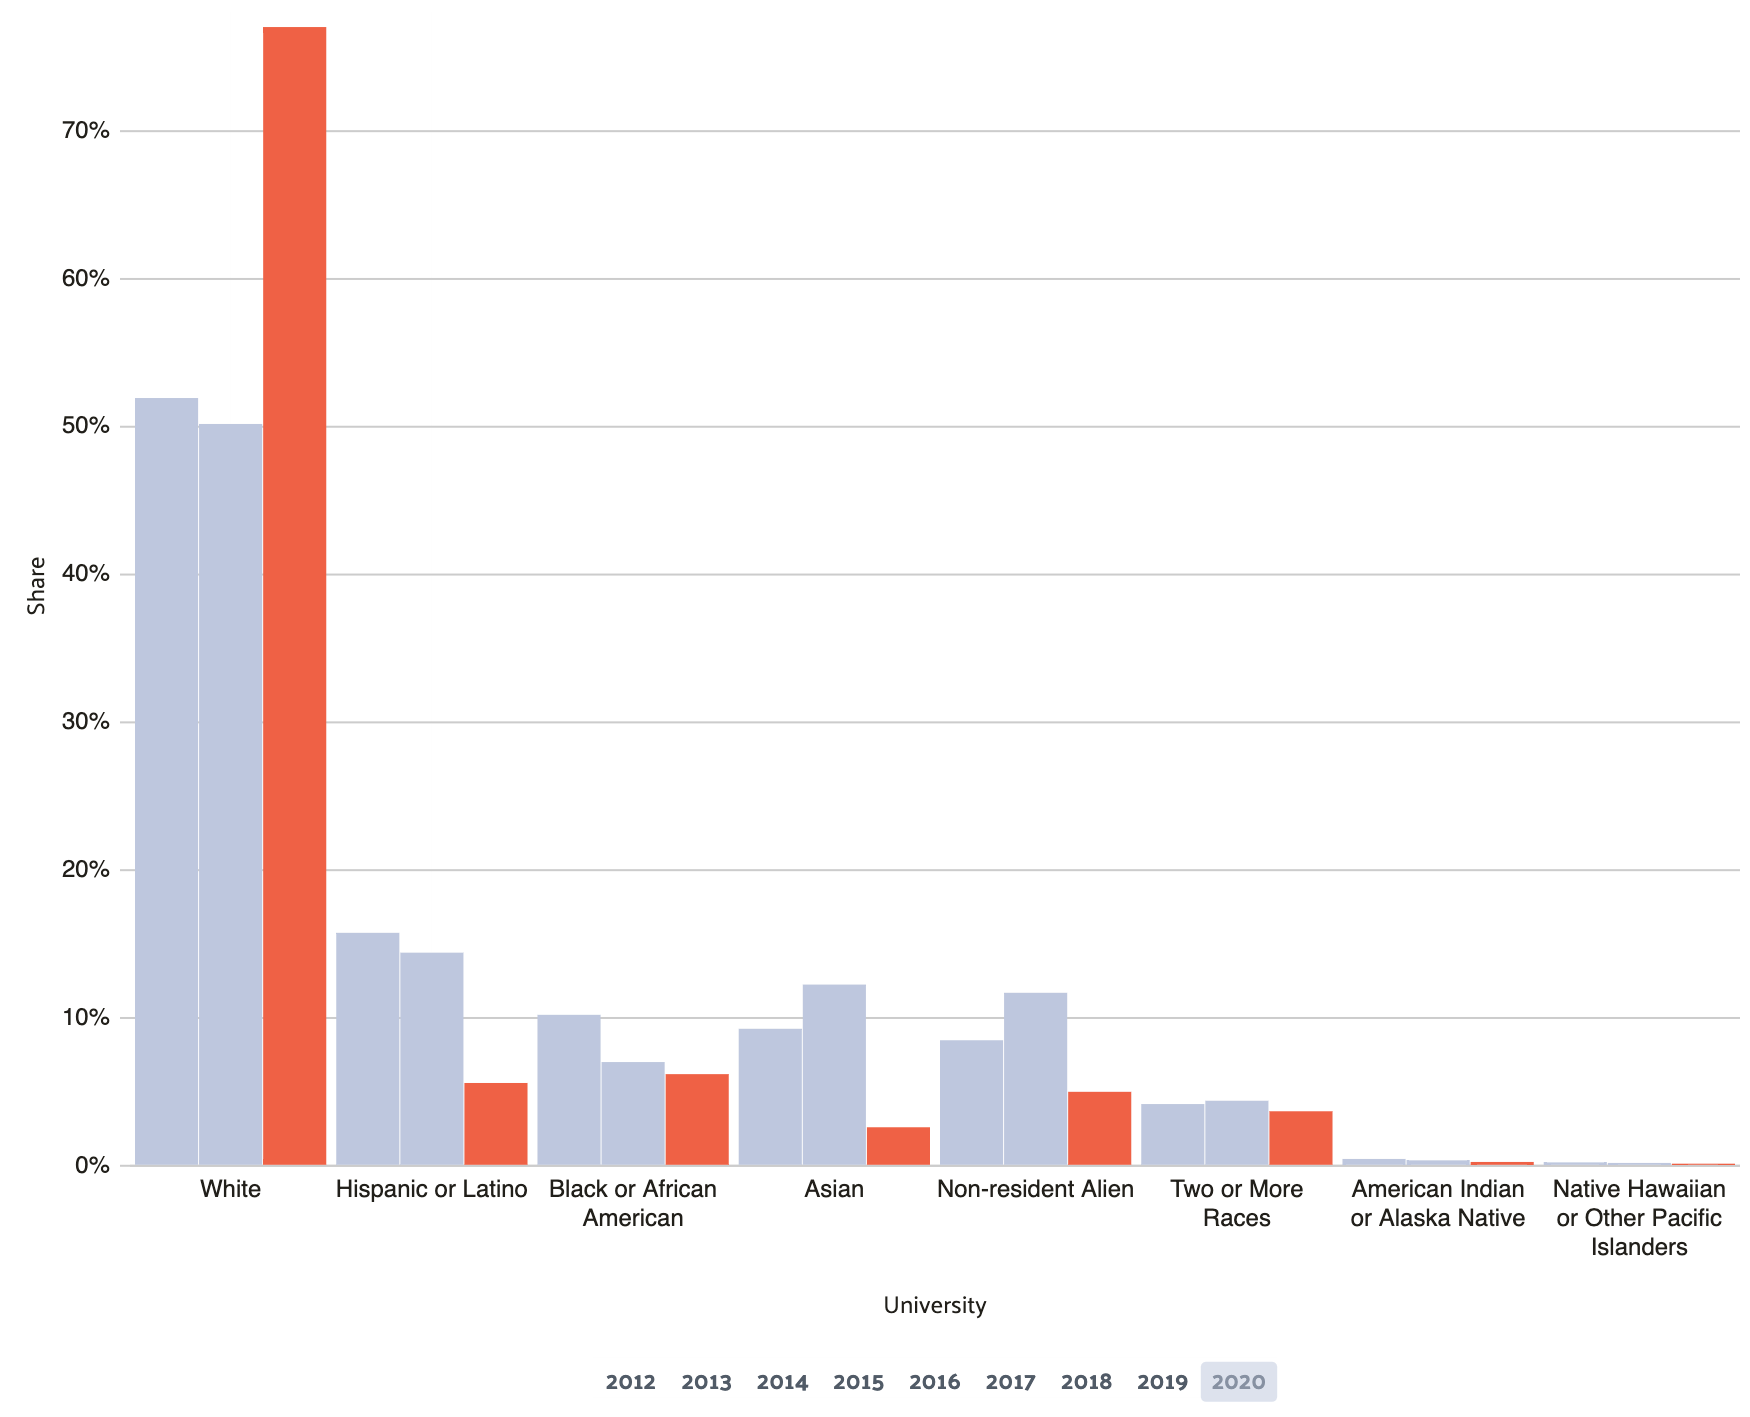 70%
60%
50%
40%
30%
20%
10%
0%
Share
White
Hispanic or Latino
Black or African
American
Asian
Non-resident Alien
Two or More
Races
American Indian
or Alaska Native
Native Hawaiian
or Other Pacific
Islanders
University
2012 2013 2014 2015 2016 2017 2018 2019 2020